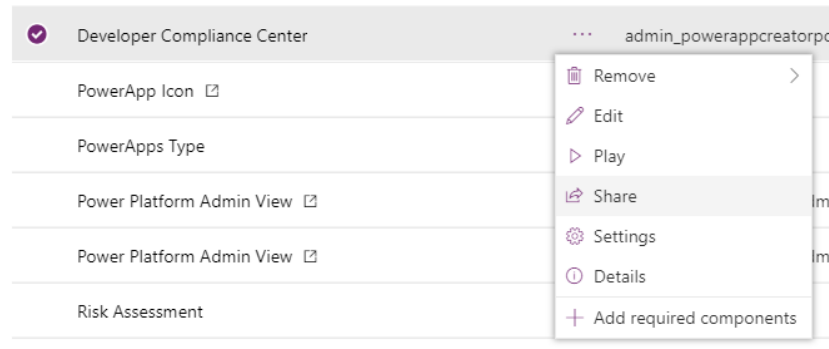 Developer Compliance Center ... admin_powerappcreatorpo
Remove
PowerApp Icon
Edit
PowerApps Type
Play
Power Platform Admin View
Share
Settings
Power Platform Admin View
Details
Risk Assessment
Add required components